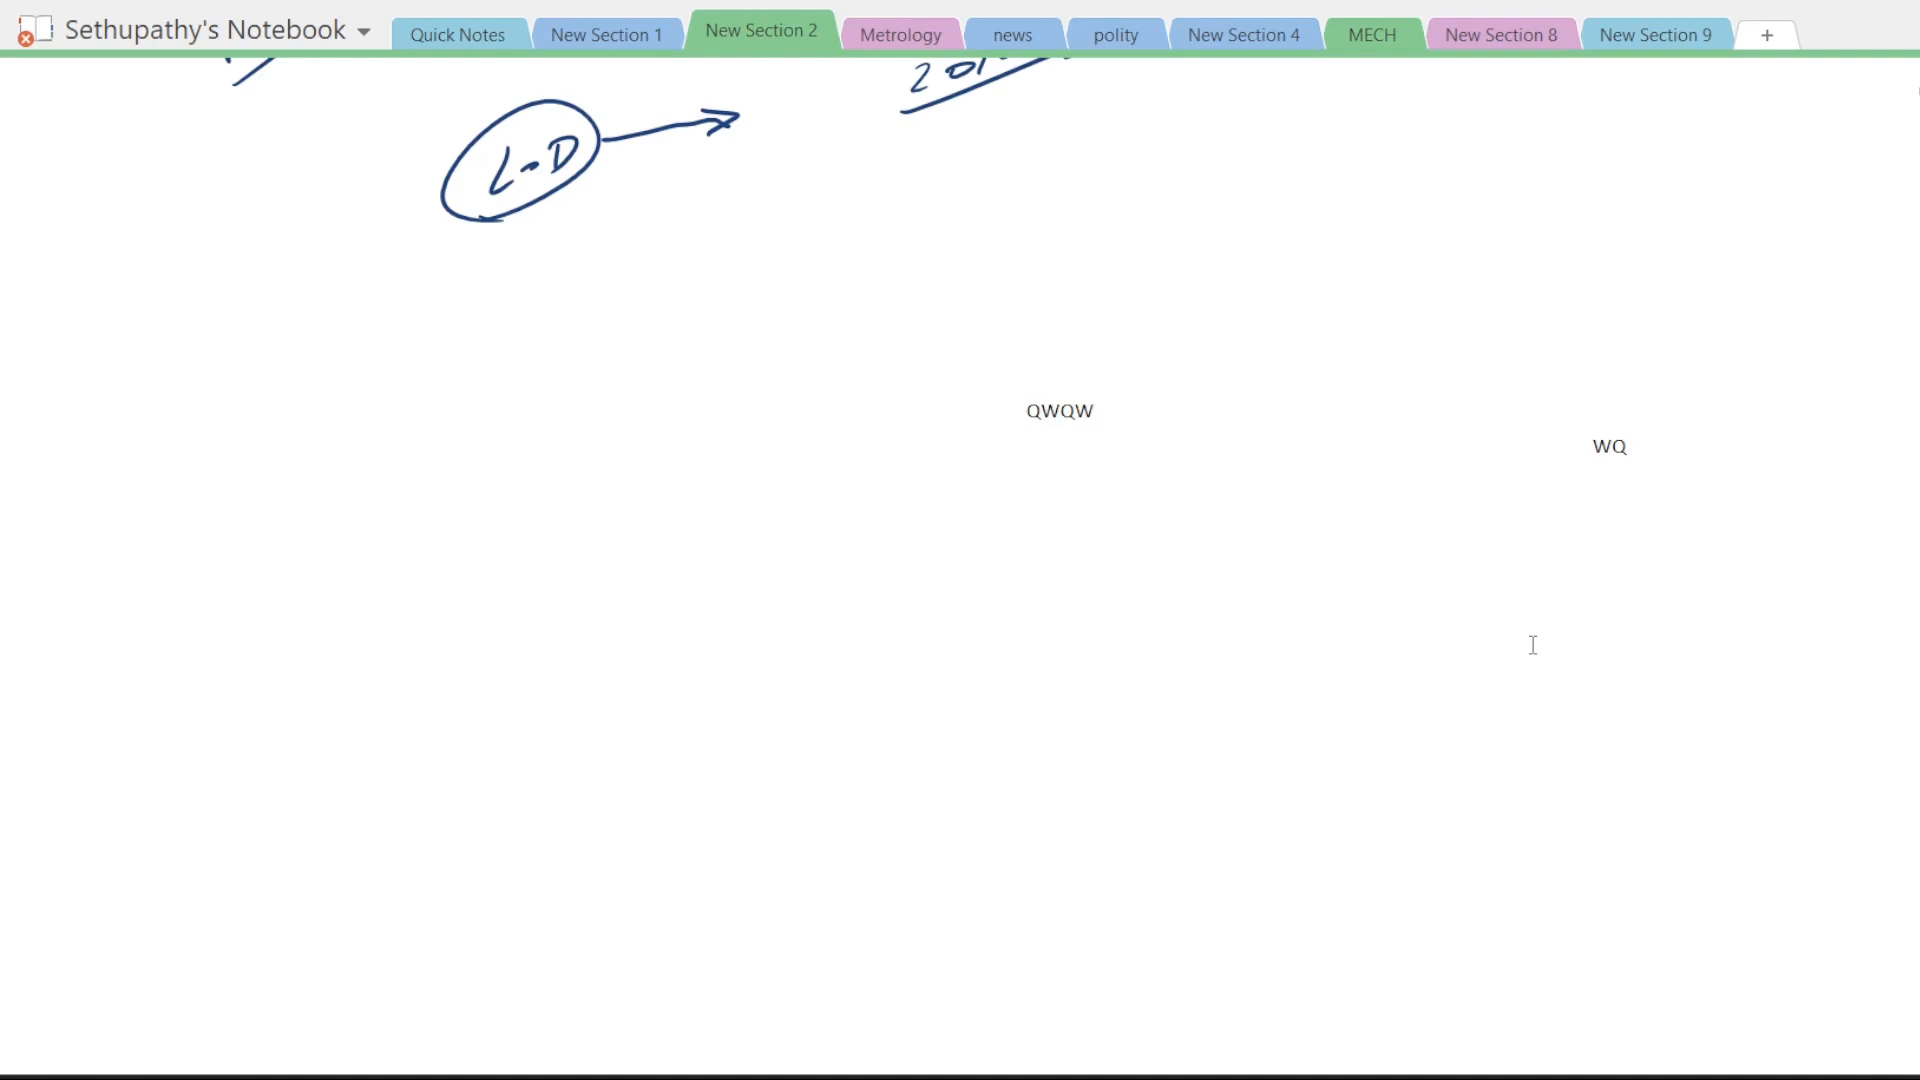 Sethupathy's Notebook
Quick Notes
New Section 1
New Section 2
Metrology
news
polity
New Section 4
MECH
New Section 8
New Section 9
+
L-D
QWQW
WQ